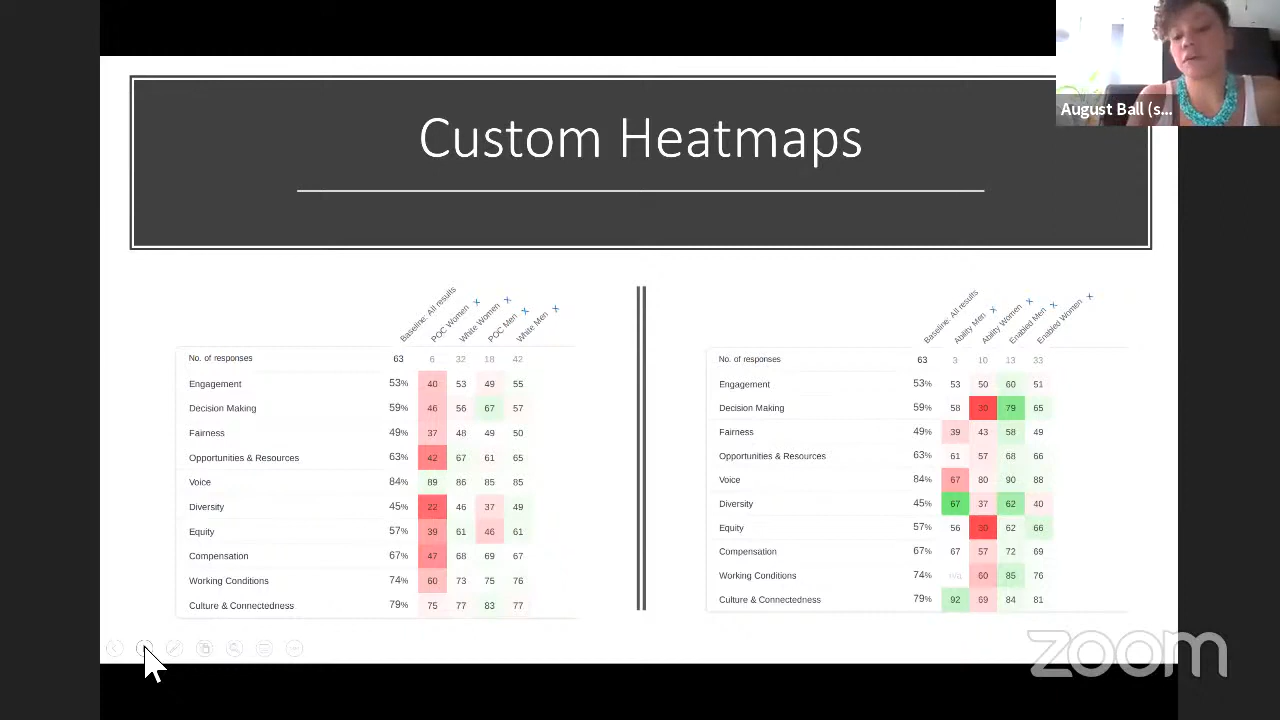 August Ball (s...
Custom Heatmaps
Baseline: All results
POC Women
White Women
POC Men
White Men
No. of responses 63 6 32 18 42
Engagement 53% 40 53 49 55
Decision Making 59% 46 56 67 57
Fairness 49% 37 48 49 50
Opportunities & Resources 63% 42 67 61 65
Voice 84% 89 86 85 85
Diversity 45% 22 46 37 49
Equity 57% 39 61 46 61
Compensation 67% 47 68 69 67
Working Conditions 74% 60 73 75 76
Culture & Connectedness 79% 75 77 83 77
Baseline: All results
Ability Men
Ability Women
Enabled Men
Enabled Women
No. of responses 63 3 10 13 33
Engagement 53% 53 50 60 51
Decision Making 59% 58 30 79 65
Fairness 49% 39 43 58 49
Opportunities & Resources 63% 61 57 68 66
Voice 84% 67 80 90 88
Diversity 45% 67 37 62 40
Equity 57% 56 30 62 66
Compensation 67% 67 57 72 69
Working Conditions 74% n/a 60 85 76
Culture & Connectedness 79% 92 69 84 81
zoom